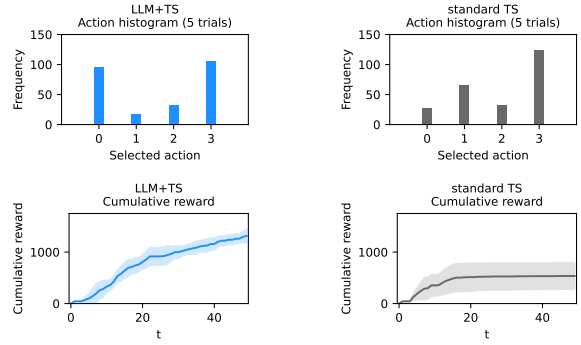 LLM+TS
Action histogram (5 trials)
150
100
50
0
Frequency
0 1 2 3
Selected action
standard TS
Action histogram (5 trials)
150
100
50
0
Frequency
0 1 2 3
Selected action
LLM+TS
Cumulative reward
1000
0
Cumulative reward
0 20 40
t
standard TS
Cumulative reward
1000
0
Cumulative reward
0 20 40
t